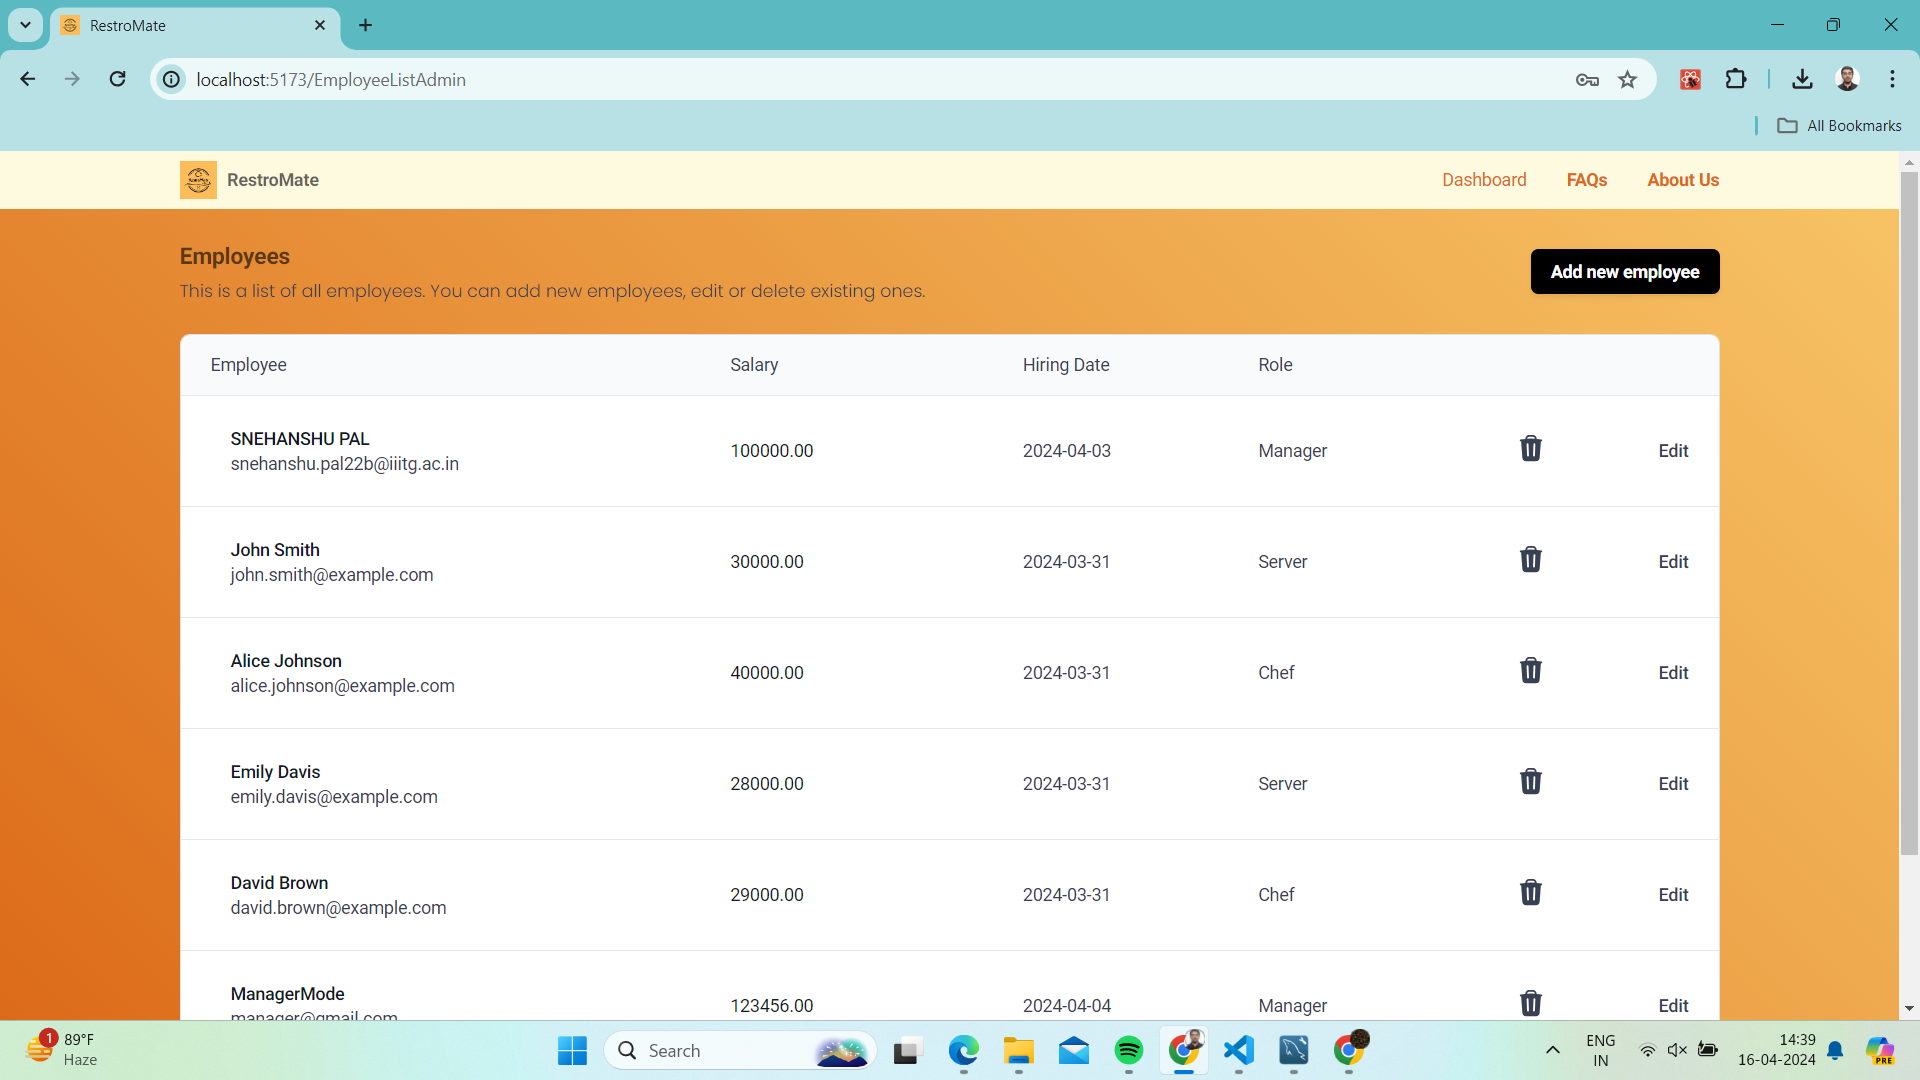 RestroMate
localhost:5173/EmployeeListAdmin
All Bookmarks
RestroMate
Dashboard
FAQs
About Us
Employees
This is a list of all employees. You can add new employees, edit or delete existing ones.
Add new employee
Employee Salary Hiring Date Role
SNEHANSHU PAL
snehanshu.pal22b@iiitg.ac.in
100000.00 2024-04-03 Manager Edit
John Smith
john.smith@example.com
30000.00 2024-03-31 Server Edit
Alice Johnson
alice.johnson@example.com
40000.00 2024-03-31 Chef Edit
Emily Davis
emily.davis@example.com
28000.00 2024-03-31 Server Edit
David Brown
david.brown@example.com
29000.00 2024-03-31 Chef Edit
ManagerMode
manager@gmail.com
123456.00 2024-04-04 Manager Edit
1
89°F
Haze
Search
ENG
IN
14:39
16-04-2024
PRE